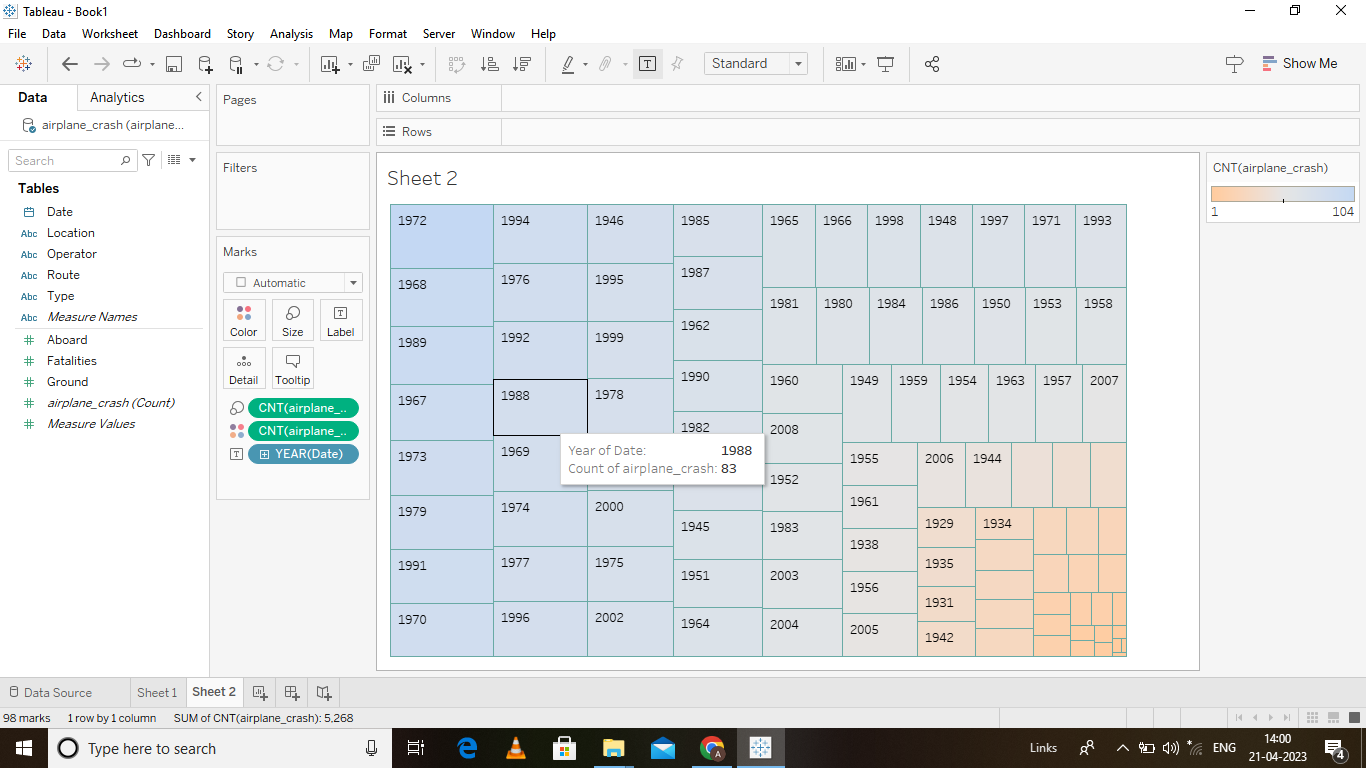 Tableau - Book1
File Data Worksheet Dashboard Story Analysis Map Format Server Window Help
Standard
Show Me
Data Analytics
airplane_crash (airplane...
Search
Tables
Date
Abc Location
Abc Operator
Abc Route
Abc Type
Abc Measure Names
Aboard
Fatalities
Ground
airplane_crash (Count)
Measure Values
Pages
Filters
Marks
Automatic
Color Size Label
Detail Tooltip
CNT(airplane_..
CNT(airplane_..
YEAR(Date)
Columns
Rows
Sheet 2
1972 1994 1946 1985 1965 1966 1998 1948 1997 1971 1993
1968 1976 1995 1987 1981 1980 1984 1986 1950 1953 1958
1989 1992 1999 1962
1967 1988 1978 1990 1960 1949 1959 1954 1963 1957 2007
1982 2008
1973 1969 1952 1955 2006 1944
1979 1974 2000 1945 1983 1961 1929 1934
1991 1977 1975 1951 2003 1938 1935
1956 1931
1970 1996 2002 1964 2004 2005 1942
Year of Date: 1988
Count of airplane_crash: 83
CNT(airplane_crash)
1 104
Data Source Sheet 1 Sheet 2
98 marks 1 row by 1 column SUM of CNT(airplane_crash): 5,268
Type here to search
Links
ENG
14:00
21-04-2023
4